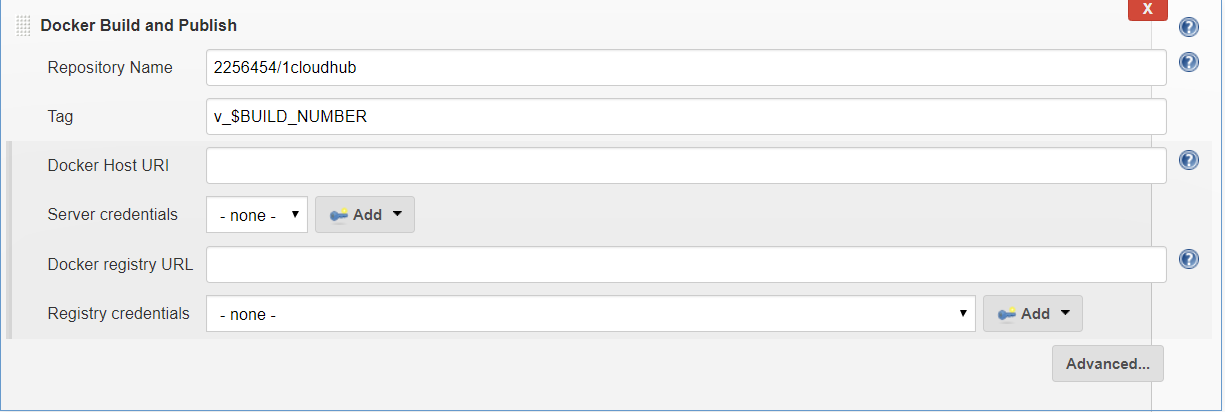 X
Docker Build and Publish
Repository Name 2256454/1cloudhub
Tag v_$BUILD_NUMBER
Docker Host URI
Server credentials - none - Add
Docker registry URL
Registry credentials - none - Add
Advanced...